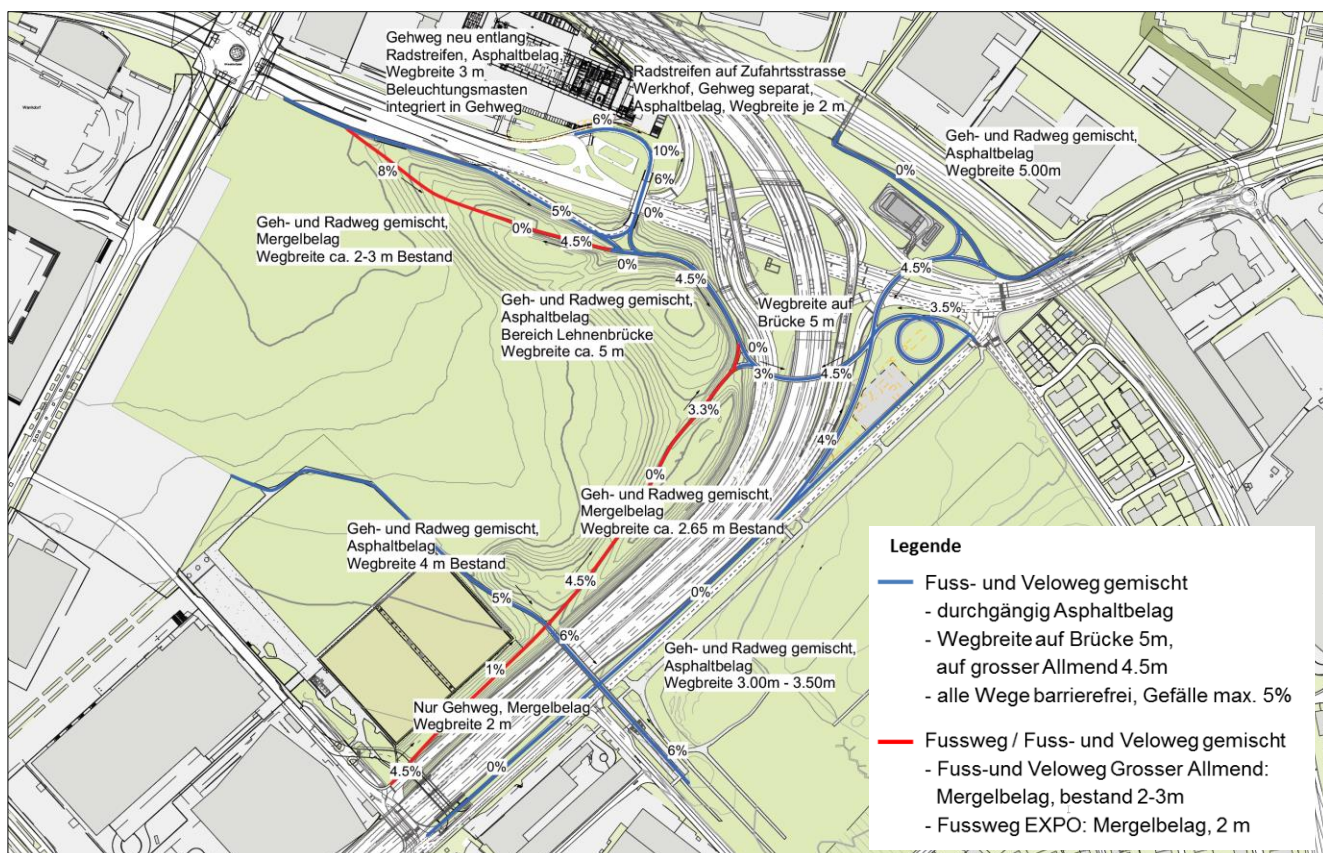 Gehweg neu entlang
Radstreifen, Asphaltbelag,
Wegbreite 3 m
Beleuchtungsmasten
integriert in Gehweg
Radstreifen auf Zufahrtsstrasse
Werkhof, Gehweg separat,
Asphaltbelag, Wegbreite je 2 m
6%
10%
6%
0%
Geh- und Radweg gemischt,
Asphaltbelag
Wegbreite 5.00m
0%
8%
5%
0%
4.5%
0%
Geh- und Radweg gemischt,
Mergelbelag
Wegbreite ca. 2-3 m Bestand
4.5%
4.5%
3.5%
Geh- und Radweg gemischt,
Asphaltbelag
Bereich Lehnenbrücke
Wegbreite ca. 5 m
Wegbreite auf
Brücke 5 m
0%
3%
4.5%
3.3%
4%
0%
Geh- und Radweg gemischt,
Mergelbelag
Wegbreite ca. 2.65 m Bestand
Geh- und Radweg gemischt,
Asphaltbelag
Wegbreite 4 m Bestand
4.5%
5%
6%
0%
1%
Geh- und Radweg gemischt,
Asphaltbelag
Wegbreite 3.00m - 3.50m
Nur Gehweg, Mergelbelag
Wegbreite 2 m
4.5%
0%
6%
Legende
Fuss- und Veloweg gemischt
- durchgängig Asphaltbelag
- Wegbreite auf Brücke 5m,
auf grosser Allmend 4.5m
- alle Wege barrierefrei, Gefälle max. 5%
Fussweg / Fuss- und Veloweg gemischt
- Fuss-und Veloweg Grosser Allmend:
Mergelbelag, bestand 2-3m
- Fussweg EXPO: Mergelbelag, 2 m